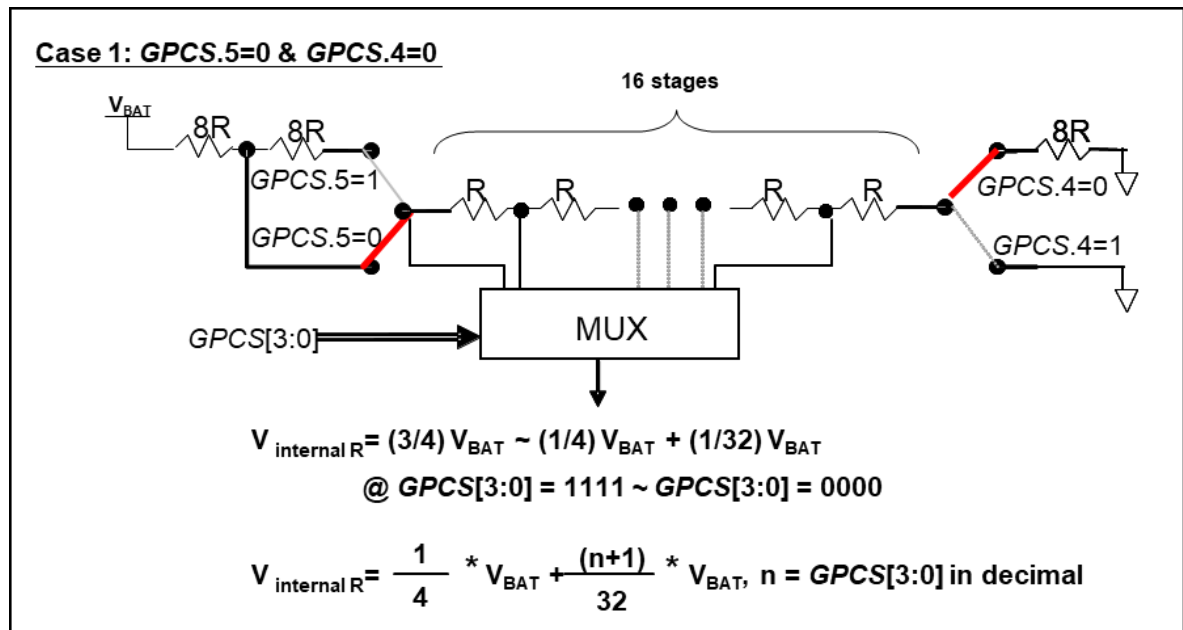 Case 1: GPCS.5=0 & GPCS.4=0
16 stages
VBAT
8R 8R 8R
GPCS.5=1 GPCS.4=0
R R R R
GPCS.5=0 GPCS.4=1
MUX
GPCS[3:0]
V internal R = (3/4) VBAT ~ (1/4) VBAT + (1/32) VBAT
@ GPCS[3:0] = 1111 ~ GPCS[3:0] = 0000
V internal R = 1/4 * VBAT + (n+1)/32 * VBAT, n = GPCS[3:0] in decimal